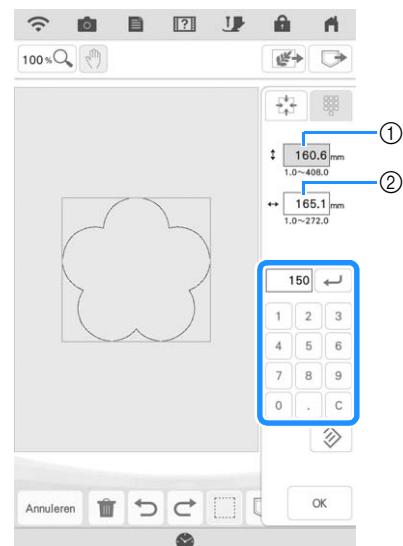 ?
100 %
①
160.6 mm
1.0~408.0
②
165.1 mm
1.0~272.0
150
1 2 3
4 5 6
7 8 9
0 . C
Annuleren
OK